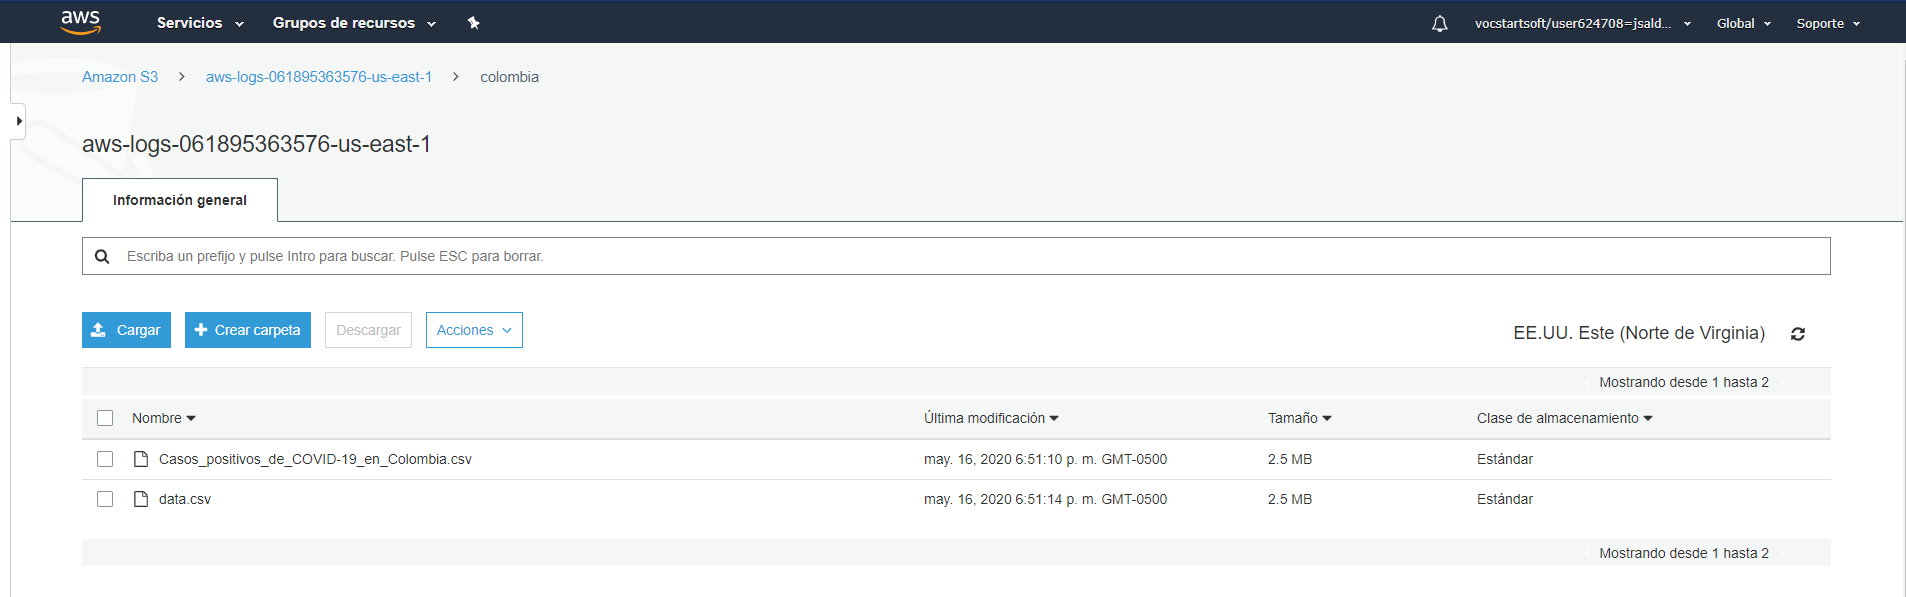 aws Servicios Grupos de recursos vocstartsoft/user624708=jsald... Global Soporte
Amazon S3 > aws-logs-061895363576-us-east-1 > colombia
aws-logs-061895363576-us-east-1
Información general
Escriba un prefijo y pulse Intro para buscar. Pulse ESC para borrar.
Cargar + Crear carpeta Descargar Acciones EE.UU. Este (Norte de Virginia)
Mostrando desde 1 hasta 2
Nombre Última modificación Tamaño Clase de almacenamiento
Casos_positivos_de_COVID-19_en_Colombia.csv may. 16, 2020 6:51:10 p. m. GMT-0500 2.5 MB Estándar
data.csv may. 16, 2020 6:51:14 p. m. GMT-0500 2.5 MB Estándar
Mostrando desde 1 hasta 2